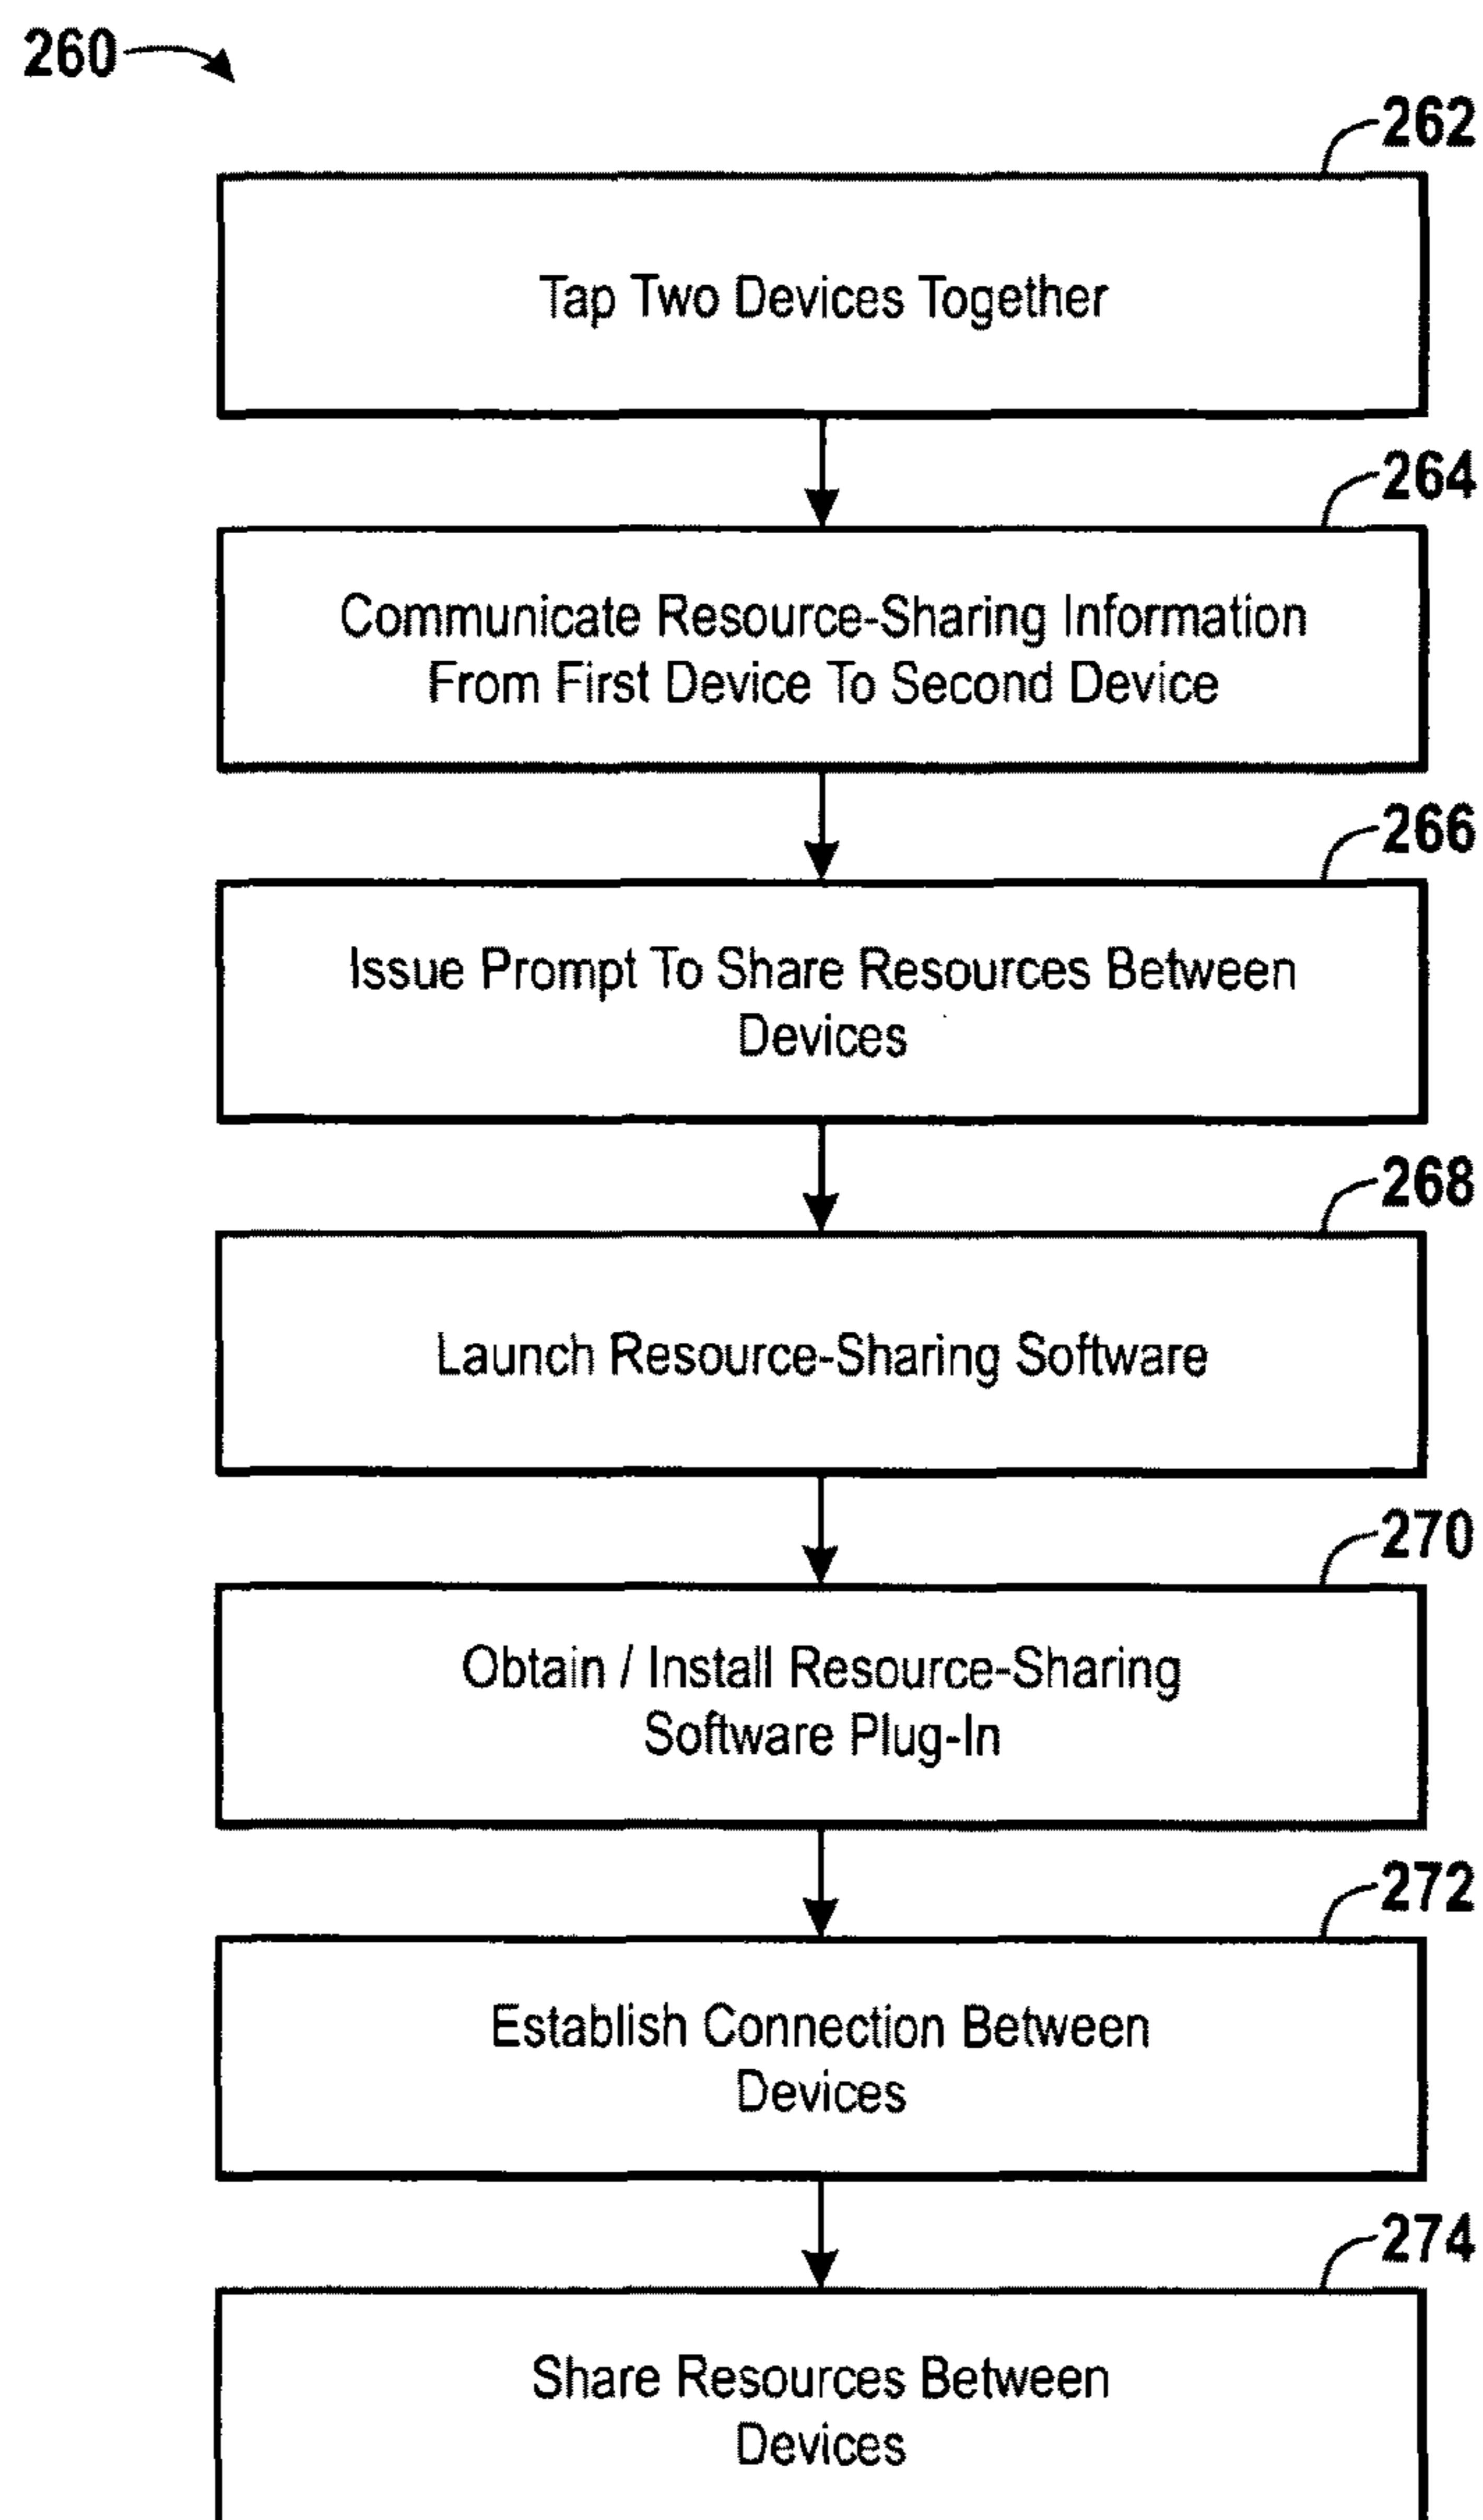 260
262
Tap Two Devices Together
264
Communicate Resource-Sharing Information
From First Device To Second Device
266
Issue Prompt To Share Resources Between
Devices
268
Launch Resource-Sharing Software
270
Obtain / Install Resource-Sharing
Software Plug-In
272
Establish Connection Between
Devices
274
Share Resources Between
Devices